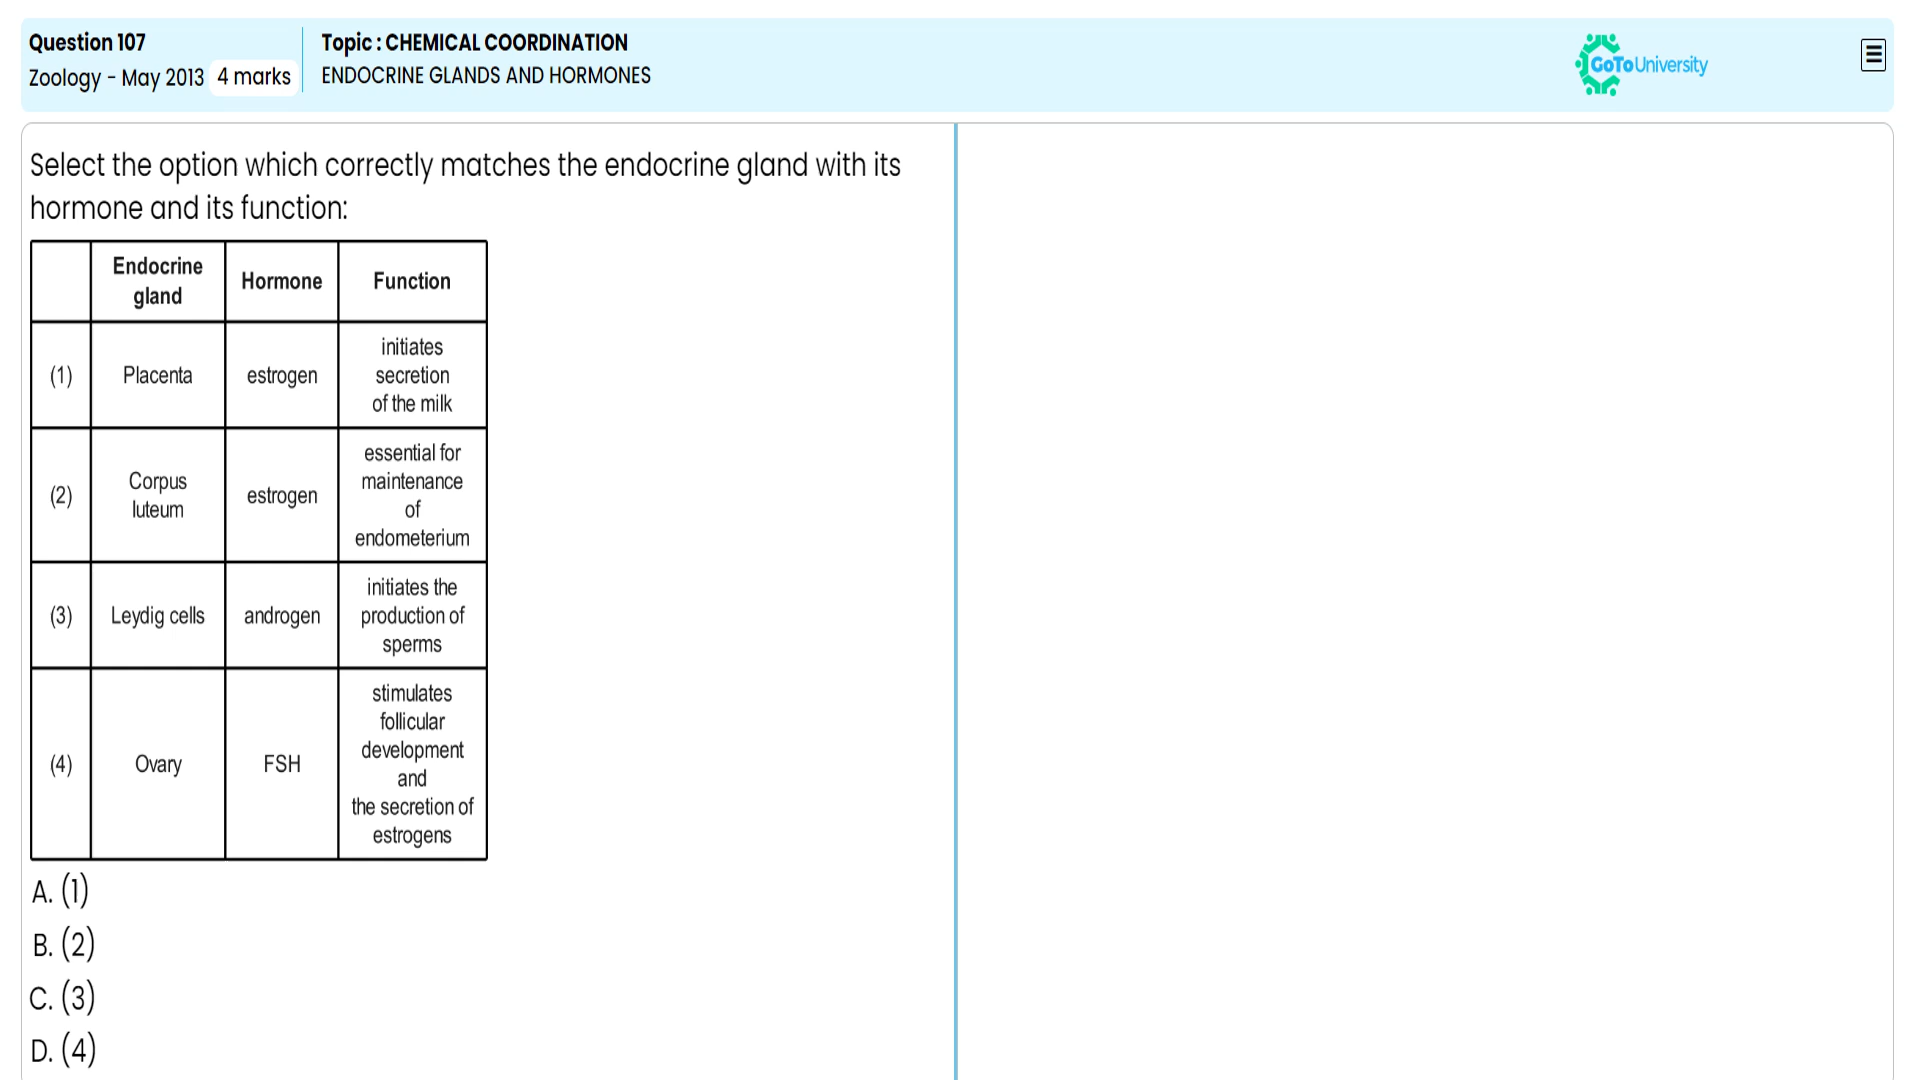 Question 107
Zoology - May 2013 4 marks
Topic : CHEMICAL COORDINATION
ENDOCRINE GLANDS AND HORMONES
GoToUniversity
Select the option which correctly matches the endocrine gland with its
hormone and its function:
Endocrine
gland
Hormone
Function
(1)
Placenta
estrogen
initiates
secretion
of the milk
(2)
Corpus
luteum
estrogen
essential for
maintenance
of
endometerium
(3)
Leydig cells
androgen
initiates the
production of
sperms
(4)
Ovary
FSH
stimulates
follicular
development
and
the secretion of
estrogens
A. (1)
B. (2)
C. (3)
D. (4)